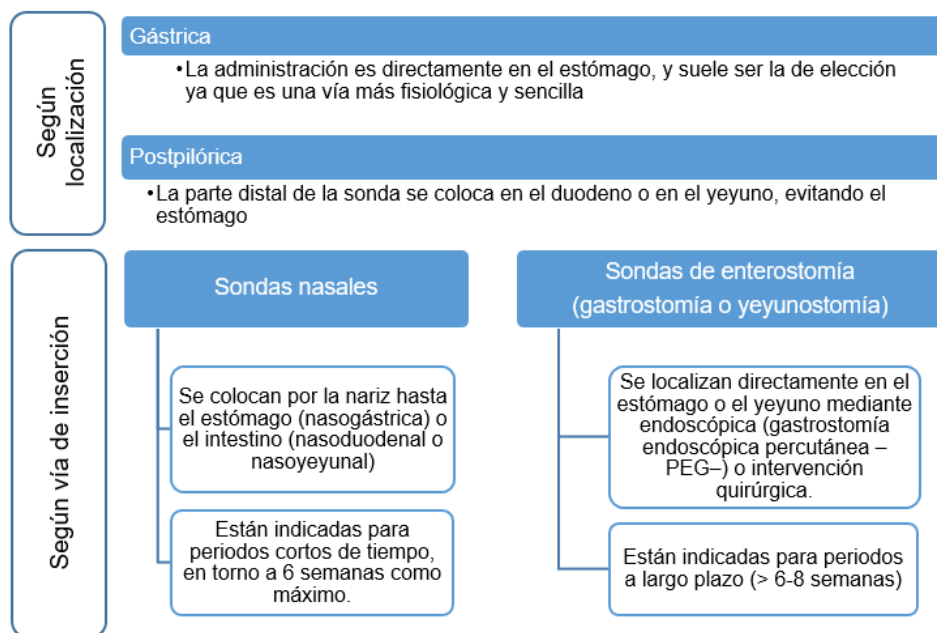 Según
localización
Gástrica
•La administración es directamente en el estómago, y suele ser la de elección
ya que es una vía más fisiológica y sencilla
Postpilórica
•La parte distal de la sonda se coloca en el duodeno o en el yeyuno, evitando el
estómago
Según vía de inserción
Sondas nasales
Se colocan por la nariz hasta
el estómago (nasogástrica) o
el intestino (nasoduodenal o
nasoyeyunal)
Están indicadas para
periodos cortos de tiempo,
en torno a 6 semanas como
máximo.
Sondas de enterostomía
(gastrostomía o yeyunostomía)
Se localizan directamente en el
estómago o el yeyuno mediante
endoscópica (gastrostomía
endoscópica percutánea –
PEG–) o intervención
quirúrgica.
Están indicadas para periodos
a largo plazo (> 6-8 semanas)